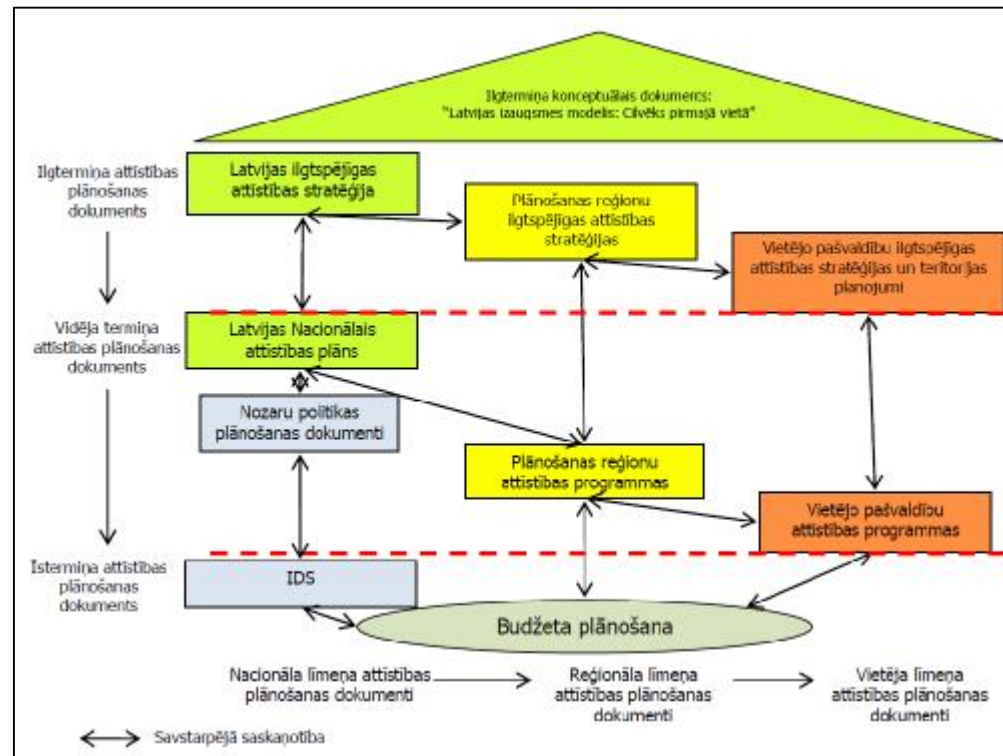 Ilgtermiņa konceptuālais dokuments:
"Latvijas izaugsmes modelis: Cilvēks pirmajā vietā"
Ilgtermiņa attīstības
plānošanas
dokuments
Latvijas ilgtspējīgas
attīstības stratēģija
Plānošanas reģionu
ilgtspējīgas attīstības
stratēģijas
Vietējo pašvaldību ilgtspējīgas
attīstības stratēģijas un teritorijas
planojumi
Vidēja termiņa
attīstības plānošanas
dokuments
Latvijas Nacionālais
attīstības plāns
Nozaru politikas
plānošanas dokumenti
Plānošanas reģionu
attīstības programmas
Vietējo pašvaldību
attīstības programmas
Īstermiņa attīstības
plānošanas
dokuments
IDS
Budžeta plānošana
Nacionāla līmeņa attīstības
plānošanas dokumenti
Reģionāla līmeņa
attīstības plānošanas
dokumenti
Vietēja līmeņa
attīstības plānošanas
dokumenti
Savstarpējā saskaņotība